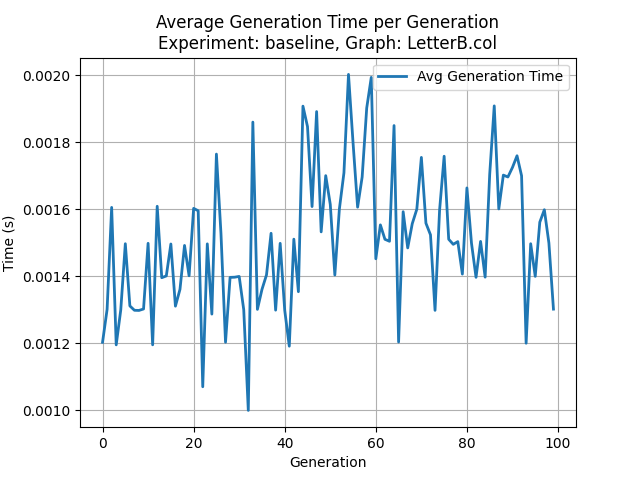 Average Generation Time per Generation
Experiment: baseline, Graph: LetterB.col
Avg Generation Time
0.0020
0.0018
0.0016
0.0014
0.0012
0.0010
Time (s)
0 20 40 60 80 100
Generation